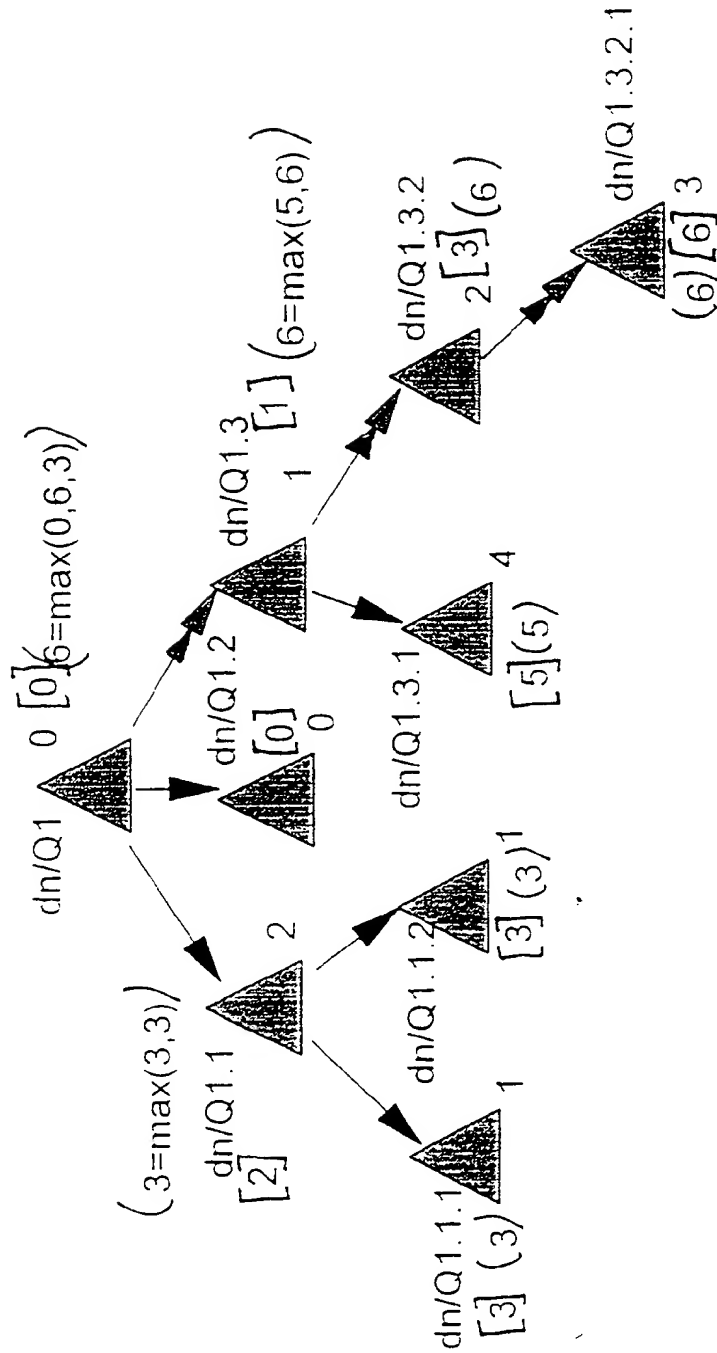 dn/Q1
0 [0] (6=max(0,6,3))
(3=max(3,3))
dn/Q1.1
[2]
2
dn/Q1.2
[0]
0
dn/Q1.3
1
[1] (6=max(5,6))
dn/Q1.1.1
[3] (3)
1
dn/Q1.1.2
[3] (3) 1
dn/Q1.3.1
[5] (5)
4
dn/Q1.3.2
2 [3] (6)
dn/Q1.3.2.1
(6) [6] 3